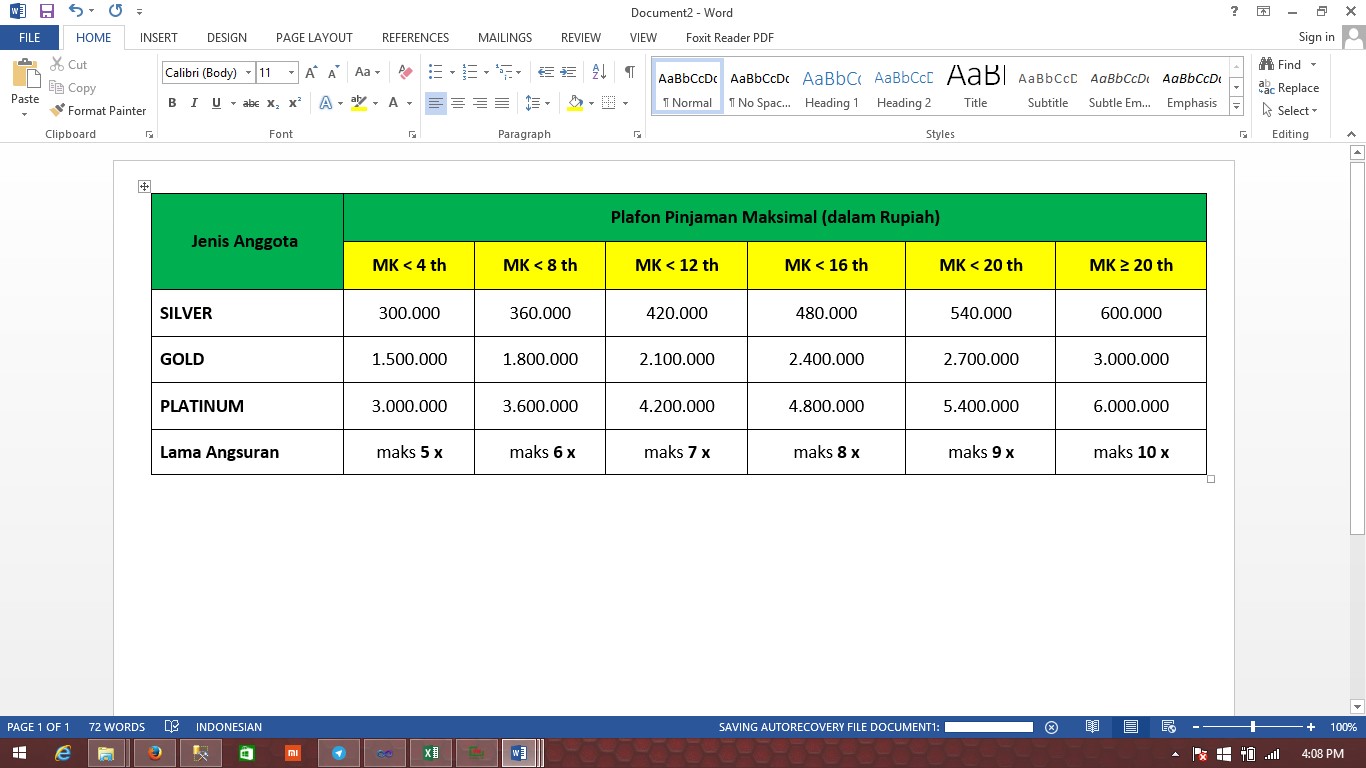 Document2 - Word
FILE HOME INSERT DESIGN PAGE LAYOUT REFERENCES MAILINGS REVIEW VIEW Foxit Reader PDF Sign in
Cut
Copy
Format Painter
Paste
Clipboard
Calibri (Body) 11
Font
Paragraph
AaBbCcDc AaBbCcDc AaBbCc AaBbCcD AaBl AaBbCcD AaBbCcDc AaBbCcDc
¶ Normal ¶ No Spac... Heading 1 Heading 2 Title Subtitle Subtle Em... Emphasis
Styles
Find
Replace
Select
Editing
Jenis Anggota
Plafon Pinjaman Maksimal (dalam Rupiah)
MK < 4 th MK < 8 th MK < 12 th MK < 16 th MK < 20 th MK ≥ 20 th
SILVER 300.000 360.000 420.000 480.000 540.000 600.000
GOLD 1.500.000 1.800.000 2.100.000 2.400.000 2.700.000 3.000.000
PLATINUM 3.000.000 3.600.000 4.200.000 4.800.000 5.400.000 6.000.000
Lama Angsuran maks 5 x maks 6 x maks 7 x maks 8 x maks 9 x maks 10 x
PAGE 1 OF 1 72 WORDS INDONESIAN SAVING AUTORECOVERY FILE DOCUMENT1: 100%
4:08 PM